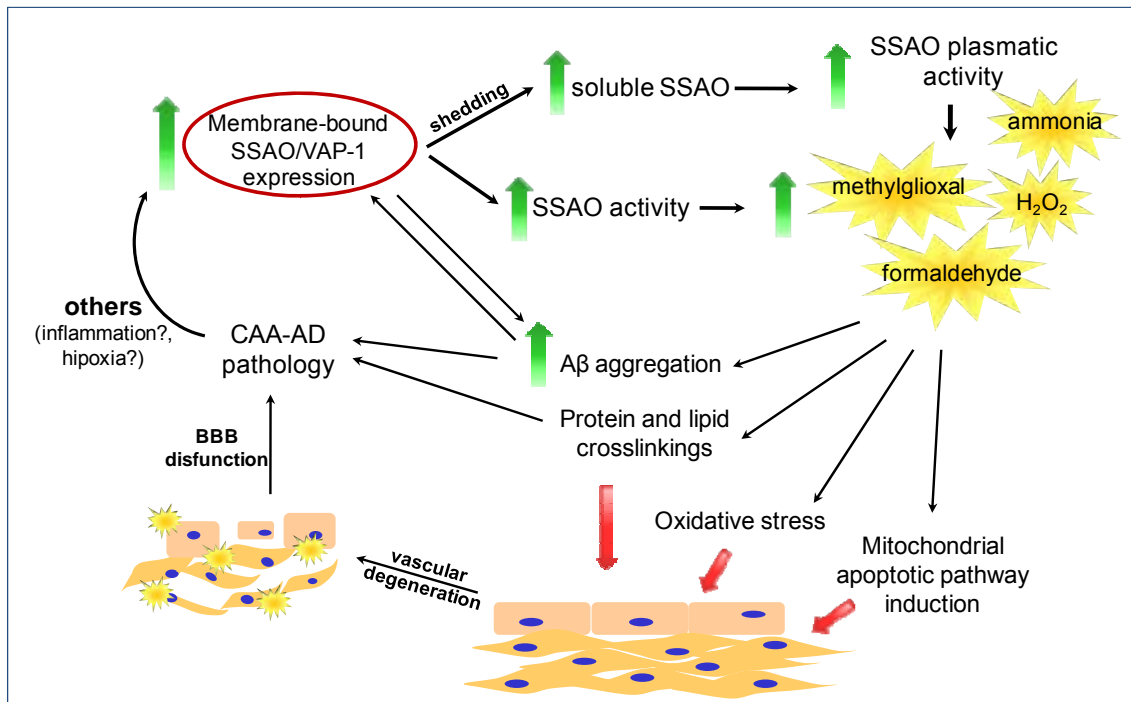 SSAO plasmatic
activity
soluble SSAO
shedding
Membrane-bound
SSAO/VAP-1
expression
ammonia
methylglioxal
H₂O₂
SSAO activity
formaldehyde
others
(inflammation?,
hipoxia?)
CAA-AD
pathology
Aβ aggregation
Protein and lipid
crosslinkings
BBB
disfunction
Oxidative stress
Mitochondrial
apoptotic pathway
induction
vascular
degeneration